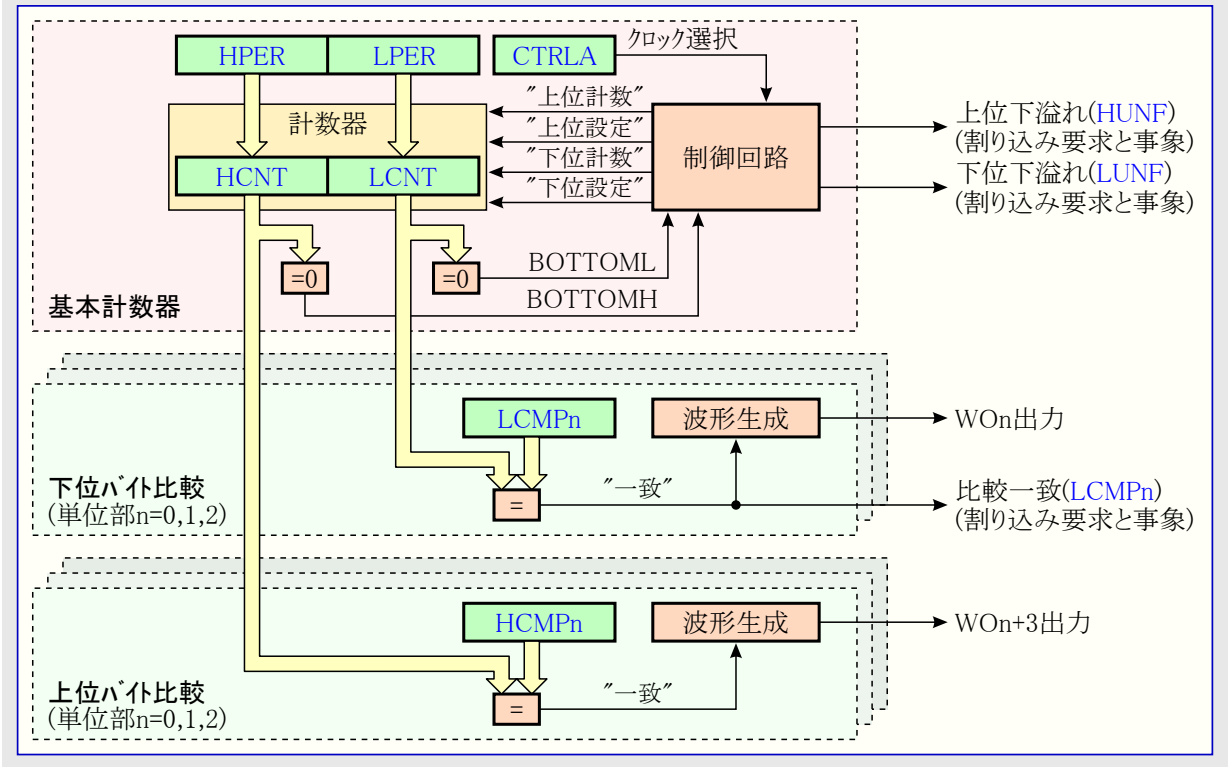 HPER
LPER
CTRLA
クロック選択
計数器
"上位計数"
"上位設定"
"下位計数"
"下位設定"
制御回路
上位下溢れ(HUNF)
(割り込み要求と事象)
下位下溢れ(LUNF)
(割り込み要求と事象)
HCNT
LCNT
=0
=0
BOTTOML
BOTTOMH
基本計数器
LCMPn
波形生成
WOn出力
下位バイト比較
(単位部n=0,1,2)
=
"一致"
比較一致(LCMPn)
(割り込み要求と事象)
HCMPn
波形生成
WOn+3出力
上位バイト比較
(単位部n=0,1,2)
=
"一致"